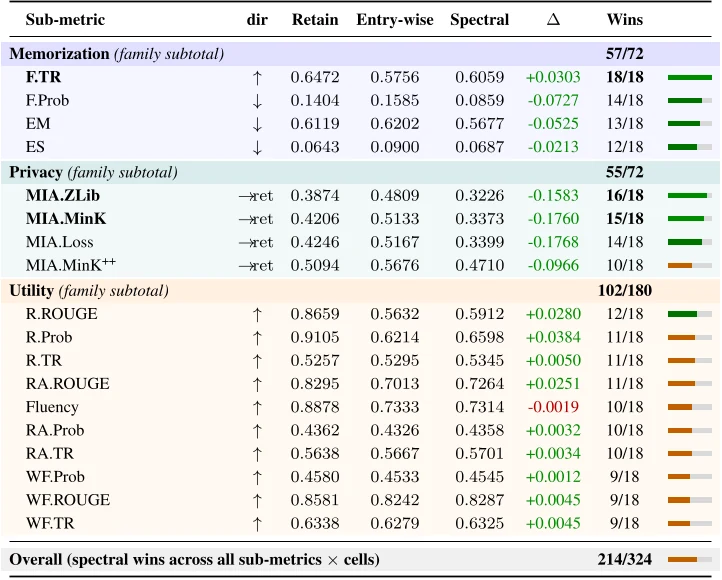 Sub-metric dir Retain Entry-wise Spectral Δ Wins
Memorization (family subtotal) 57/72
F.TR ↑ 0.6472 0.5756 0.6059 +0.0303 18/18
F.Prob ↓ 0.1404 0.1585 0.0859 -0.0727 14/18
EM ↓ 0.6119 0.6202 0.5677 -0.0525 13/18
ES ↓ 0.0643 0.0900 0.0687 -0.0213 12/18
Privacy (family subtotal) 55/72
MIA.ZLib →ret 0.3874 0.4809 0.3226 -0.1583 16/18
MIA.MinK →ret 0.4206 0.5133 0.3373 -0.1760 15/18
MIA.Loss →ret 0.4246 0.5167 0.3399 -0.1768 14/18
MIA.MinK++ →ret 0.5094 0.5676 0.4710 -0.0966 10/18
Utility (family subtotal) 102/180
R.ROUGE ↑ 0.8659 0.5632 0.5912 +0.0280 12/18
R.Prob ↑ 0.9105 0.6214 0.6598 +0.0384 11/18
R.TR ↑ 0.5257 0.5295 0.5345 +0.0050 11/18
RA.ROUGE ↑ 0.8295 0.7013 0.7264 +0.0251 11/18
Fluency ↑ 0.8878 0.7333 0.7314 -0.0019 10/18
RA.Prob ↑ 0.4362 0.4326 0.4358 +0.0032 10/18
RA.TR ↑ 0.5638 0.5667 0.5701 +0.0034 10/18
WF.Prob ↑ 0.4580 0.4533 0.4545 +0.0012 9/18
WF.ROUGE ↑ 0.8581 0.8242 0.8287 +0.0045 9/18
WF.TR ↑ 0.6338 0.6279 0.6325 +0.0045 9/18
Overall (spectral wins across all sub-metrics × cells) 214/324